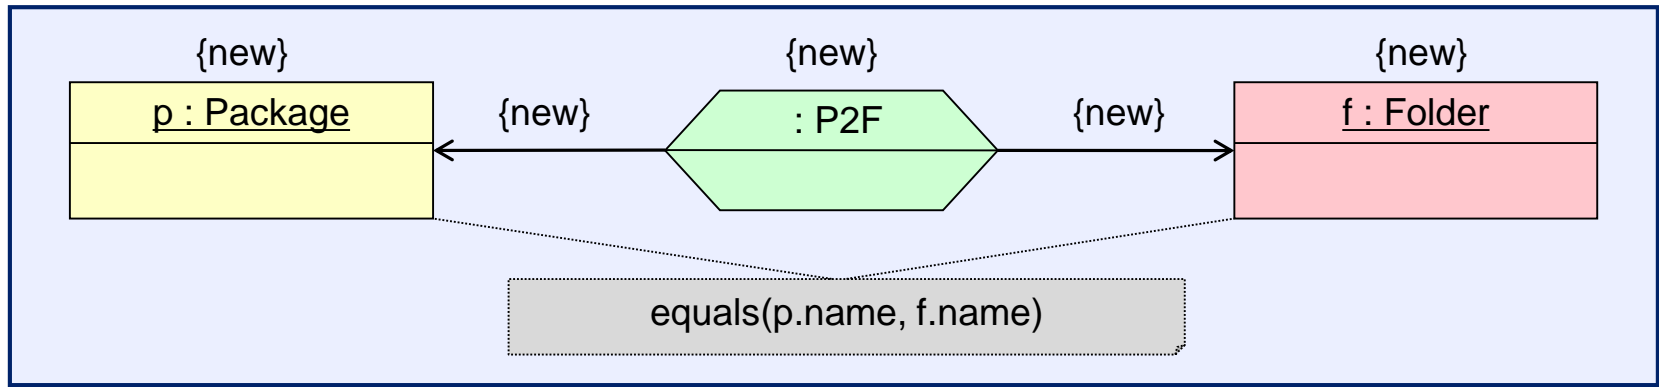 {new}
{new}
{new}
p : Package
{new}
: P2F
{new}
f : Folder
equals(p.name, f.name)